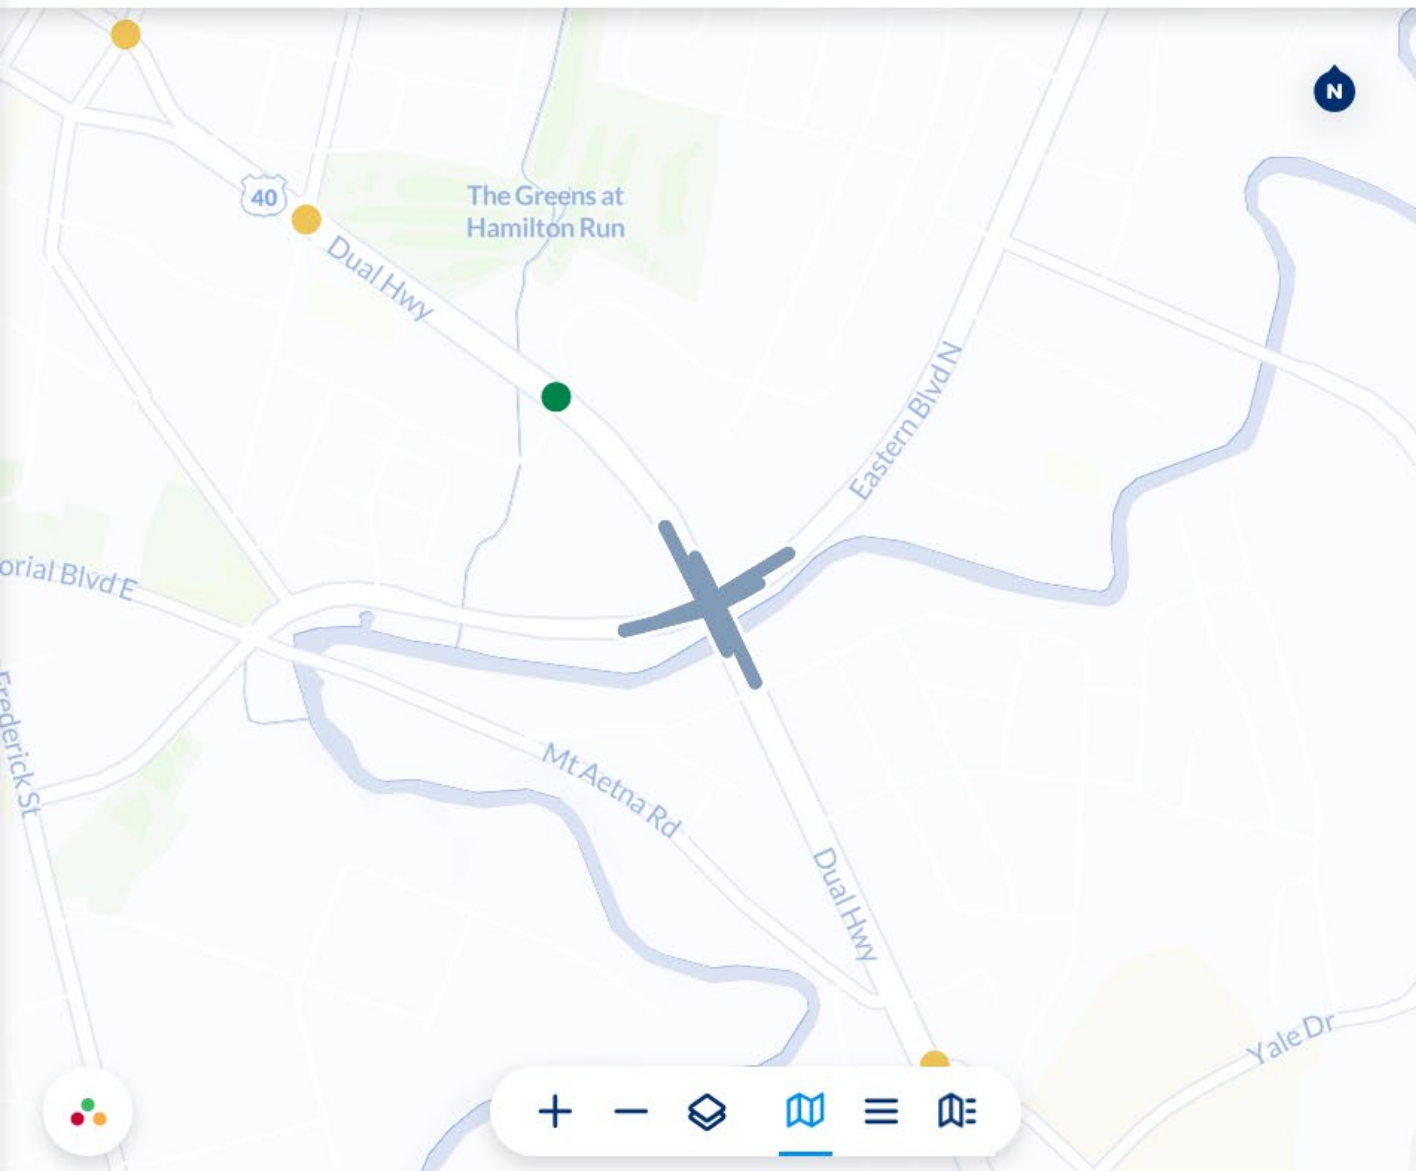 N
40
The Greens at
Hamilton Run
Dual Hwy
Eastern Blvd N
orial Blvd E
Frederick St
Mt Aetna Rd
Dual Hwy
Yale Dr